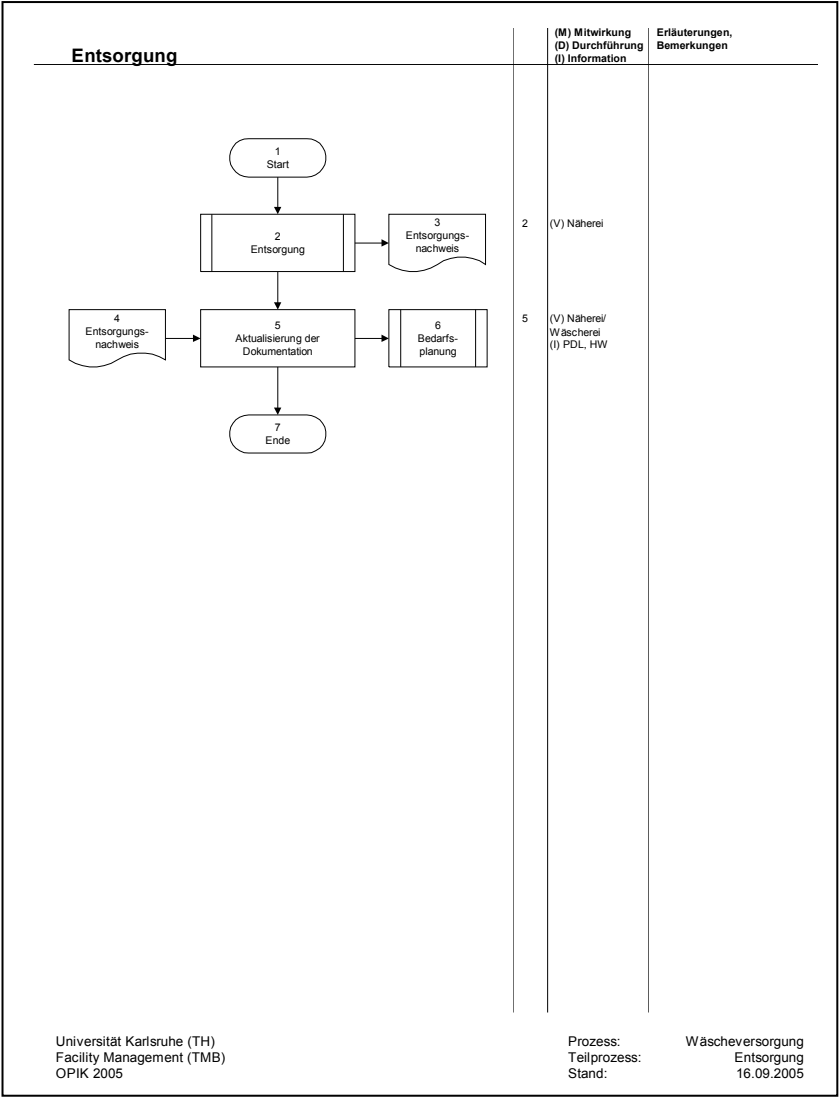 Entsorgung
(M) Mitwirkung
(D) Durchführung
(I) Information
Erläuterungen,
Bemerkungen
1
Start
2
Entsorgung
3
Entsorgungs-
nachweis
2 (V) Näherei
4
Entsorgungs-
nachweis
5
Aktualisierung der
Dokumentation
6
Bedarfs-
planung
5 (V) Näherei/
Wäscherei
(I) PDL, HW
7
Ende
Universität Karlsruhe (TH)
Facility Management (TMB)
OPIK 2005
Prozess: Wäscheversorgung
Teilprozess: Entsorgung
Stand: 16.09.2005